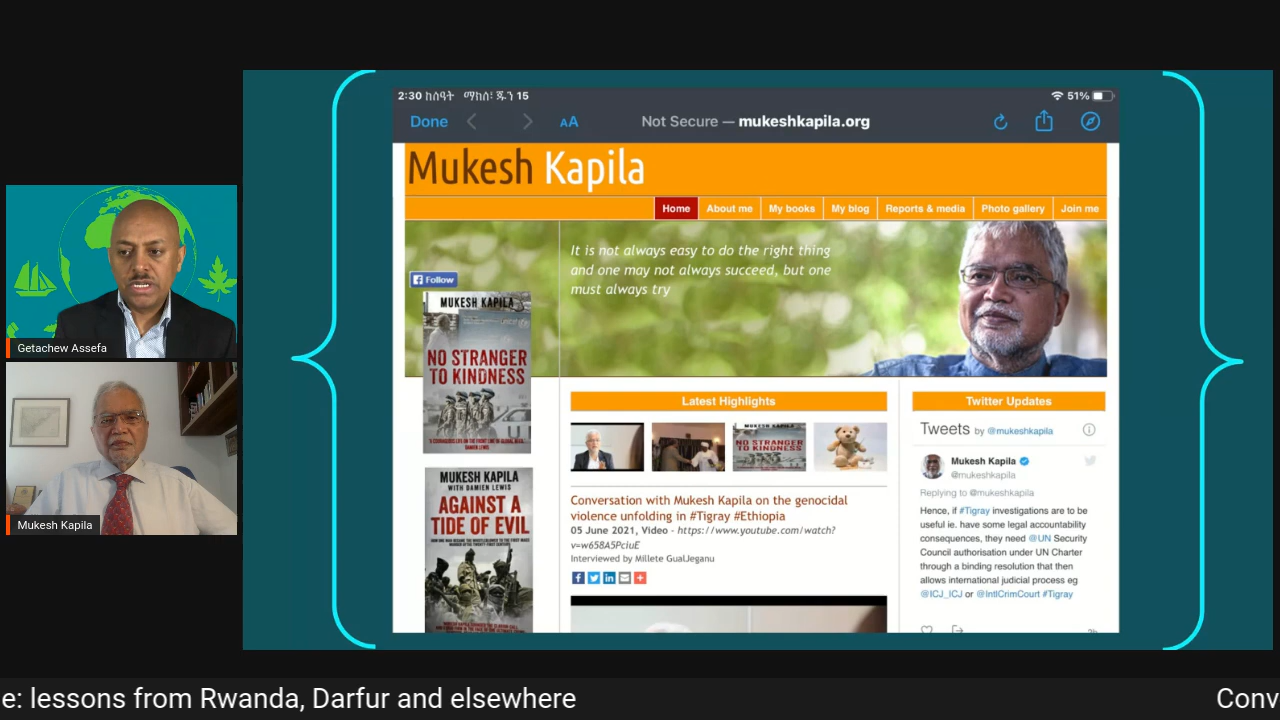 Getachew Assefa
Mukesh Kapila
2:30 ከሰዓት ማክሰ፡ ጁን 15
51%
Done
AA
Not Secure — mukeshkapila.org
Mukesh Kapila
Home
About me
My books
My blog
Reports & media
Photo gallery
Join me
It is not always easy to do the right thing
and one may not always succeed, but one
must always try
Follow
MUKESH KAPILA
NO STRANGER
TO KINDNESS
DAMIEN LEWIS
MUKESH KAPILA
WITH DAMIEN LEWIS
AGAINST A
TIDE OF EVIL
Latest Highlights
MUKESH KAPILA
NO STRANGER
TO KINDNESS
Conversation with Mukesh Kapila on the genocidal
violence unfolding in #Tigray #Ethiopia
05 June 2021, Video - https://www.youtube.com/watch?
v=w658A5PciuE
Interviewed by Millete GualJeganu
Twitter Updates
Tweets by @mukeshkapila
Mukesh Kapila
@mukeshkapila
Replying to @mukeshkapila
Hence, if #Tigray investigations are to be
useful ie. have some legal accountability
consequences, they need @UN Security
Council authorisation under UN Charter
through a binding resolution that then
allows international judicial process eg
@ICJ_ICJ or @IntlCrimCourt #Tigray
e: lessons from Rwanda, Darfur and elsewhere
Conv